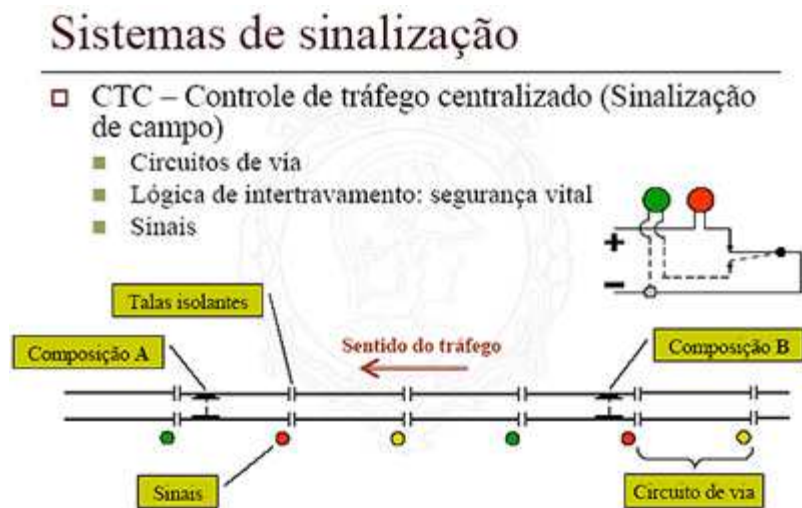 Sistemas de sinalização
CTC – Controle de tráfego centralizado (Sinalização
de campo)
Circuitos de via
Lógica de intertravamento: segurança vital
Sinais
+
−
Talas isolantes
Composição A
Sentido do tráfego
Composição B
Sinais
Circuito de via